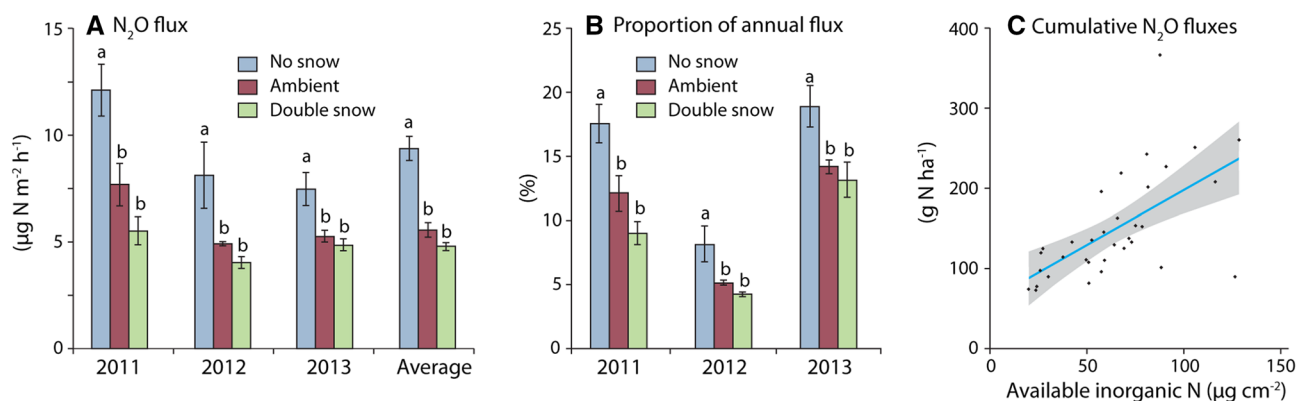 A N₂O flux
15
10
5
0
(µg N m⁻² h⁻¹)
No snow
Ambient
Double snow
a
b
b
a
b
b
a
b
b
a
b
b
2011 2012 2013 Average
B Proportion of annual flux
25
20
15
10
5
0
(%)
No snow
Ambient
Double snow
a
b
b
a
b
b
a
b
b
2011 2012 2013
C Cumulative N₂O fluxes
400
300
200
100
0
(g N ha⁻¹)
0 50 100 150
Available inorganic N (µg cm⁻²)